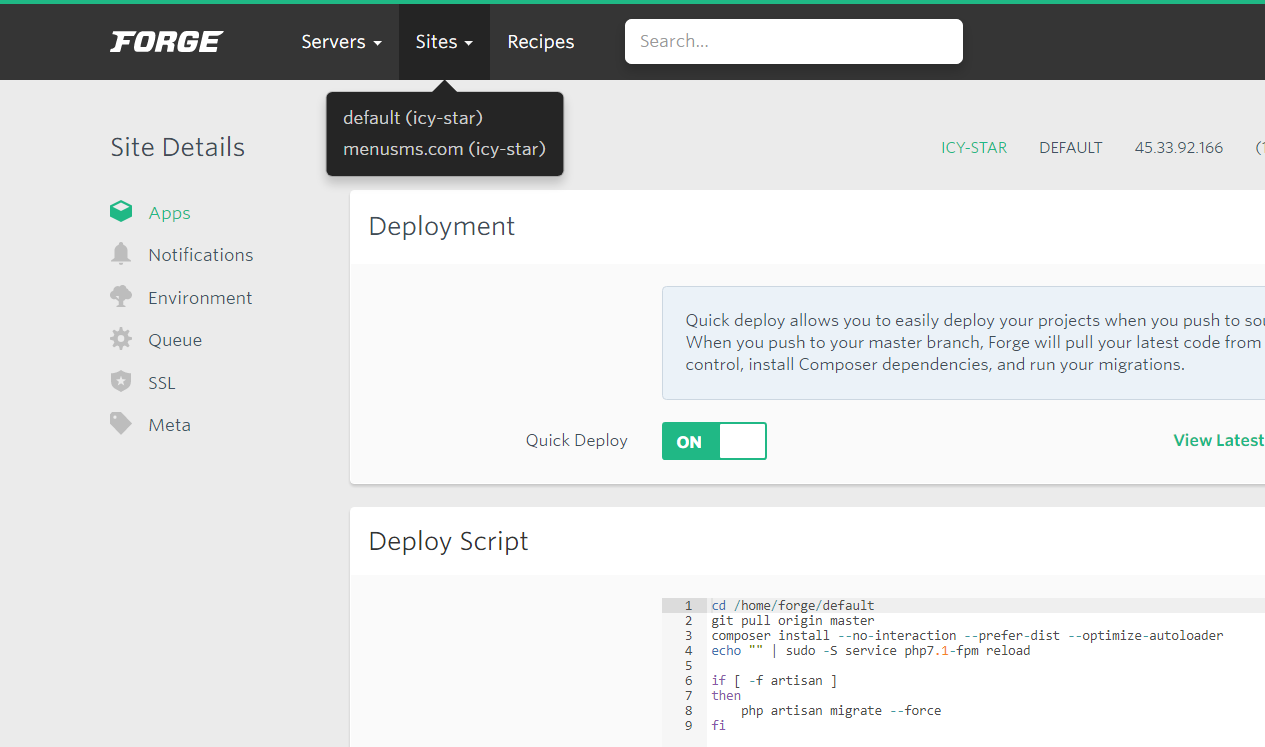 FORGE
Servers
Sites
Recipes
Search...
default (icy-star)
menusms.com (icy-star)
Site Details
ICY-STAR
DEFAULT
45.33.92.166
Apps
Notifications
Environment
Queue
SSL
Meta
Deployment
Quick deploy allows you to easily deploy your projects when you push to
When you push to your master branch, Forge will pull your latest code from
control, install Composer dependencies, and run your migrations.
Quick Deploy
ON
View Latest
Deploy Script
1 cd /home/forge/default
2 git pull origin master
3 composer install --no-interaction --prefer-dist --optimize-autoloader
4 echo "" | sudo -S service php7.1-fpm reload
5
6 if [ -f artisan ]
7 then
8 php artisan migrate --force
9 fi